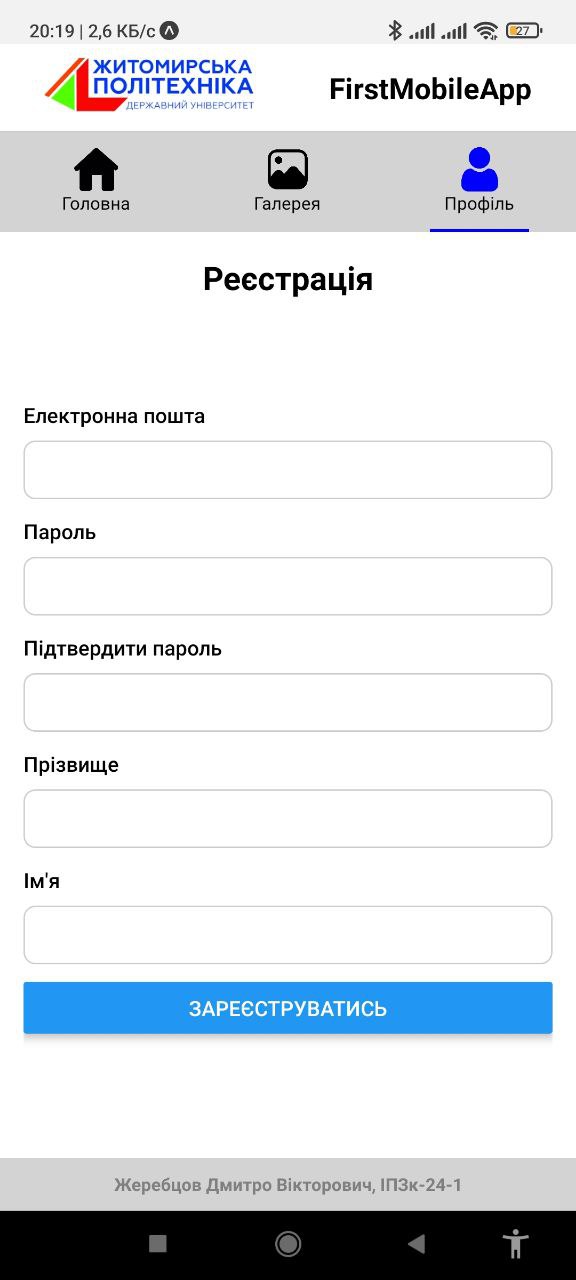 20:19 | 2,6 КБ/с
27
ЖИТОМИРСЬКА
ПОЛІТЕХНІКА
ДЕРЖАВНИЙ УНІВЕРСИТЕТ
FirstMobileApp
Головна
Галерея
Профіль
Реєстрація
Електронна пошта
Пароль
Підтвердити пароль
Прізвище
Ім'я
ЗАРЕЄСТРУВАТИСЬ
Жеребцов Дмитро Вікторович, ІПЗк-24-1